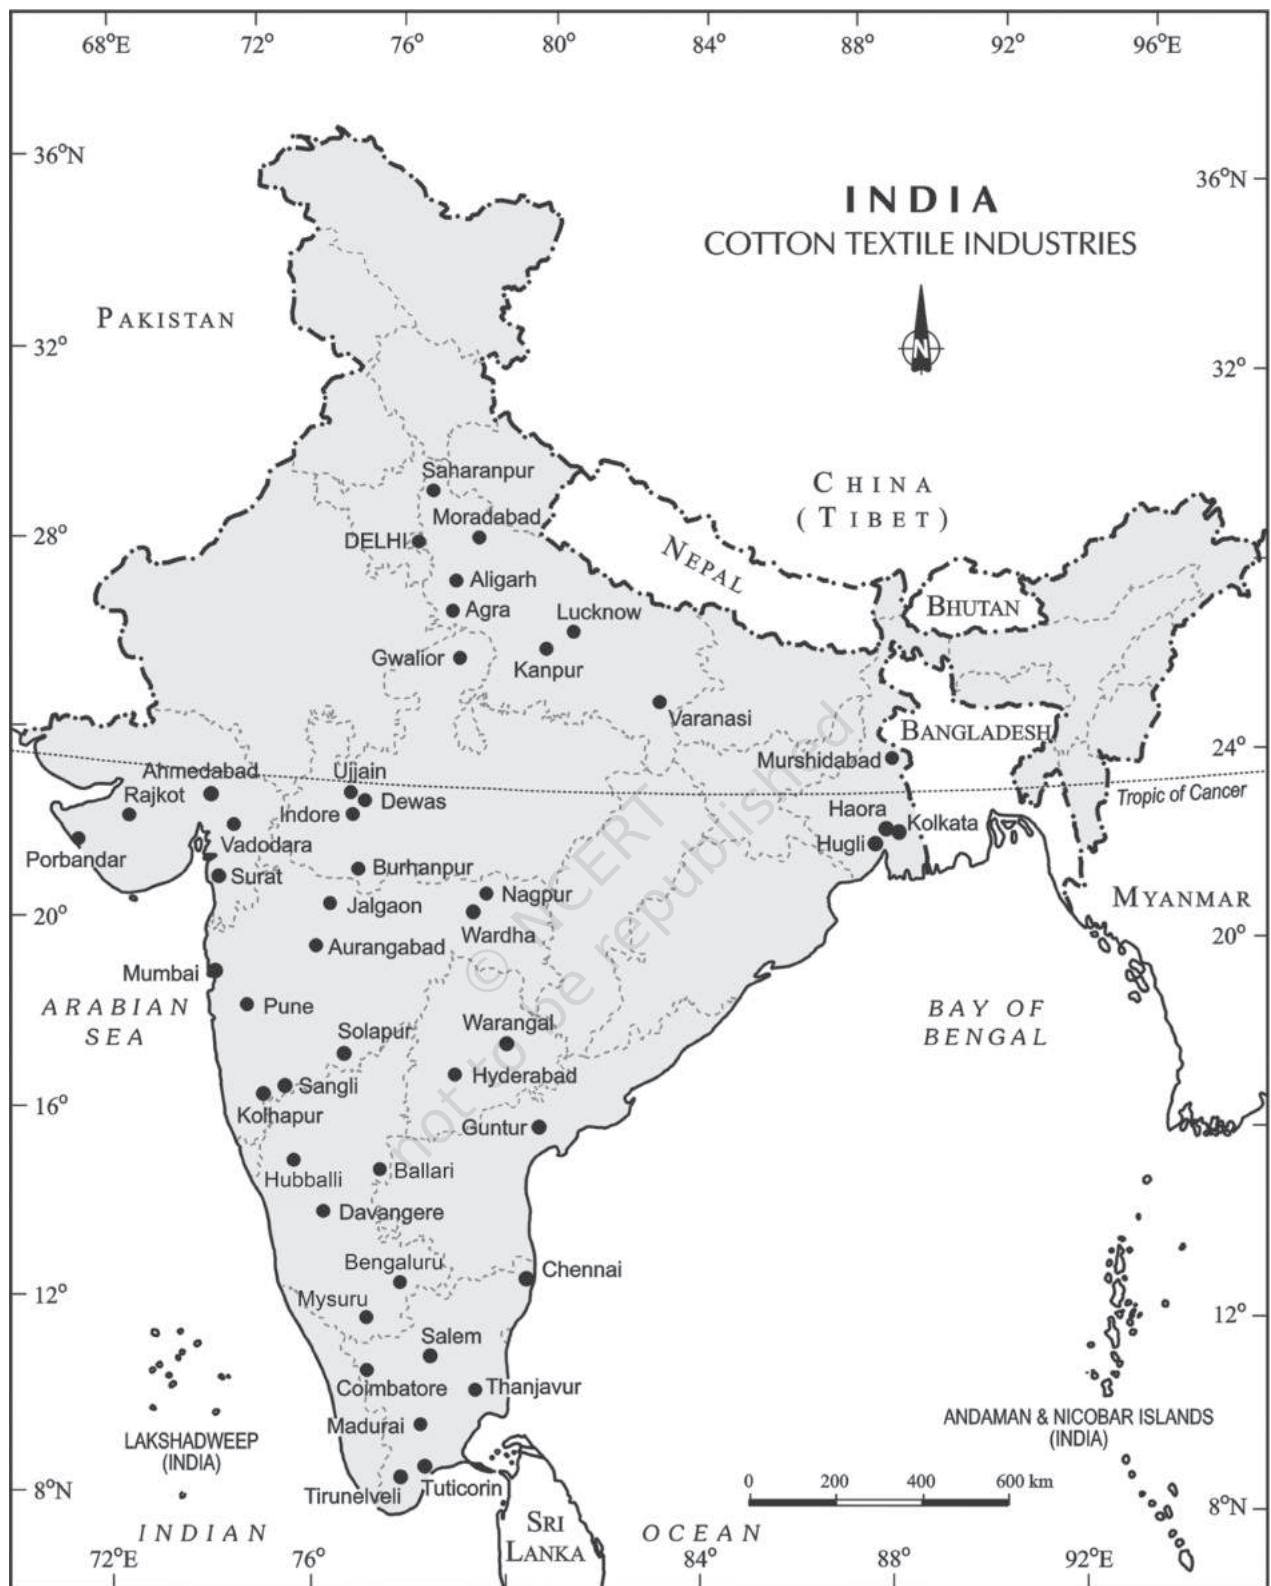 68°E 72° 76° 80° 84° 88° 92° 96°E
36°N
36°N
INDIA
COTTON TEXTILE INDUSTRIES
PAKISTAN
N
32°
32°
CHINA
(TIBET)
Saharanpur
Moradabad
28°
DELHI
NEPAL
Aligarh
BHUTAN
Agra
Lucknow
Gwalior
Kanpur
Varanasi
BANGLADESH
24°
Murshidabad
Tropic of Cancer
Ahmedabad
Ujjain
Rajkot
Dewas
Indore
Haora
Kolkata
Hugli
Vadodara
Porbandar
Burhanpur
Surat
Nagpur
Jalgaon
MYANMAR
20°
20°
Wardha
Aurangabad
Mumbai
ARABIAN
SEA
Pune
BAY OF
BENGAL
Solapur
Warangal
Hyderabad
Sangli
16°
Kolhapur
Guntur
Ballari
Hubballi
Davangere
Bengaluru
Chennai
12°
12°
Mysuru
Salem
Coimbatore
Thanjavur
Madurai
LAKSHADWEEP
(INDIA)
ANDAMAN & NICOBAR ISLANDS
(INDIA)
Tuticorin
Tirunelveli
8°N
8°N
0 200 400 600 km
INDIAN
OCEAN
SRI
LANKA
72°E 76° 84° 88° 92°E
© NCERT
not to be republished